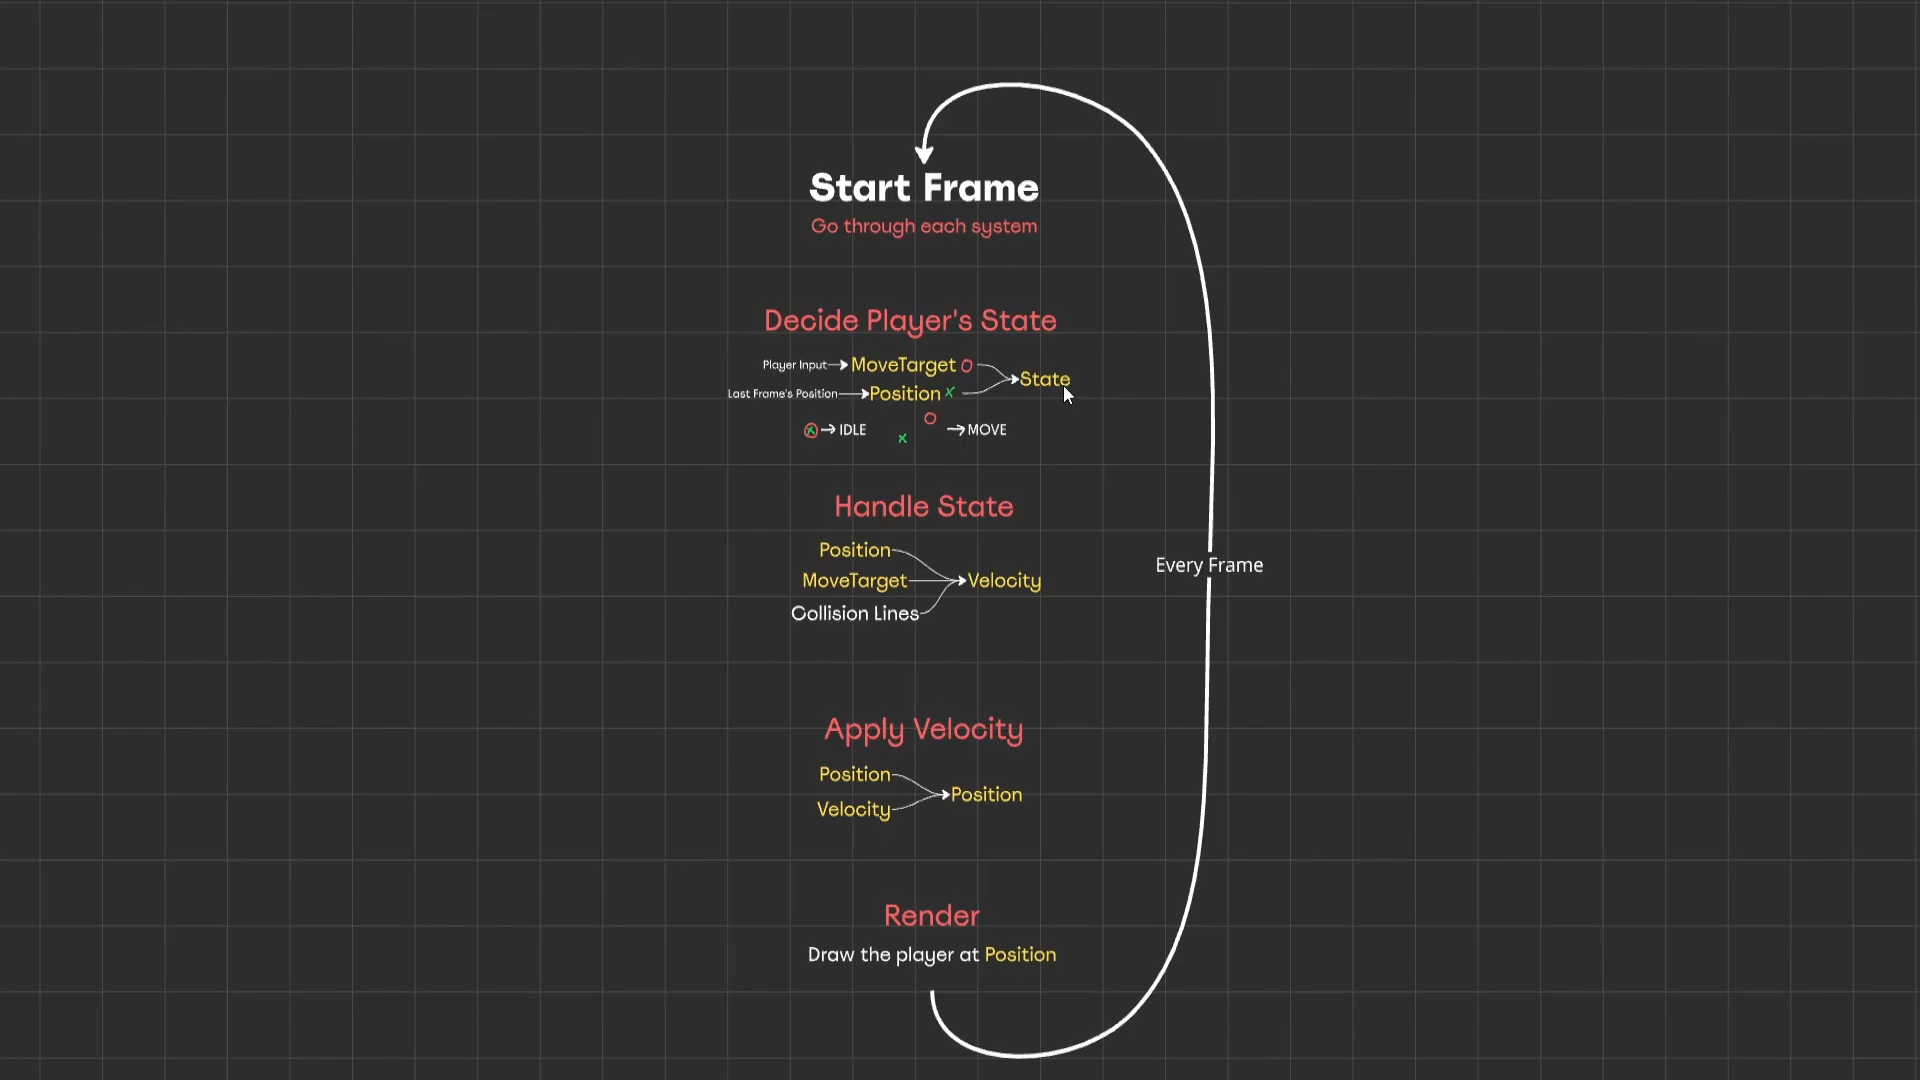 Start Frame
Go through each system
Decide Player's State
Player Input MoveTarget O State
Last Frame's Position Position x
IDLE MOVE
Handle State
Position
MoveTarget Velocity
Collision Lines
Every Frame
Apply Velocity
Position
Velocity Position
Render
Draw the player at Position